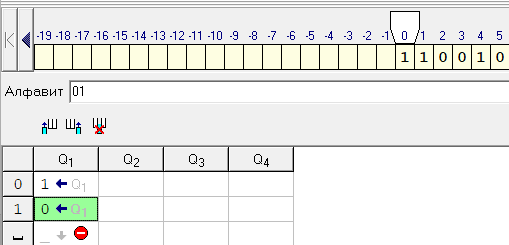 -19 -18 -17 -16 -15 -14 -13 -12 -11 -10 -9 -8 -7 -6 -5 -4 -3 -2 -1 0 1 2 3 4 5
1 1 0 0 1 0
Алфавит 01
Q1 Q2 Q3 Q4
0 1 ← Q1
1 0 ← Q1
␣ _ ↓